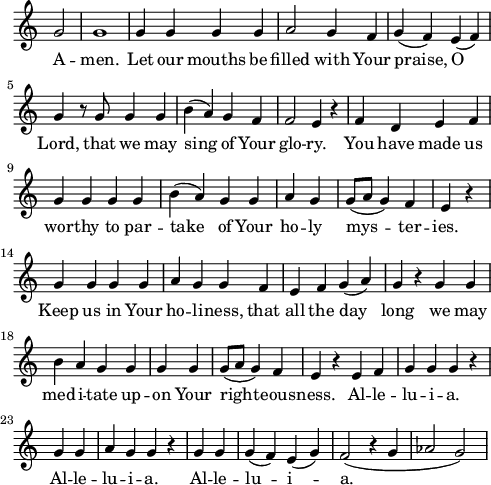 A -- men. Let our mouths be filled with Your praise, O
5
Lord, that we may sing of Your glo -- ry. You have made us
9
worthy to par -- take of Your ho -- ly mys -- ter -- ies.
14
Keep us in Your ho -- liness, that all the day long we may
18
med -- i -- tate up -- on Your righteousness. Al -- le -- lu -- i -- a.
23
Al -- le -- lu -- i -- a. Al -- le -- lu -- i -- a.